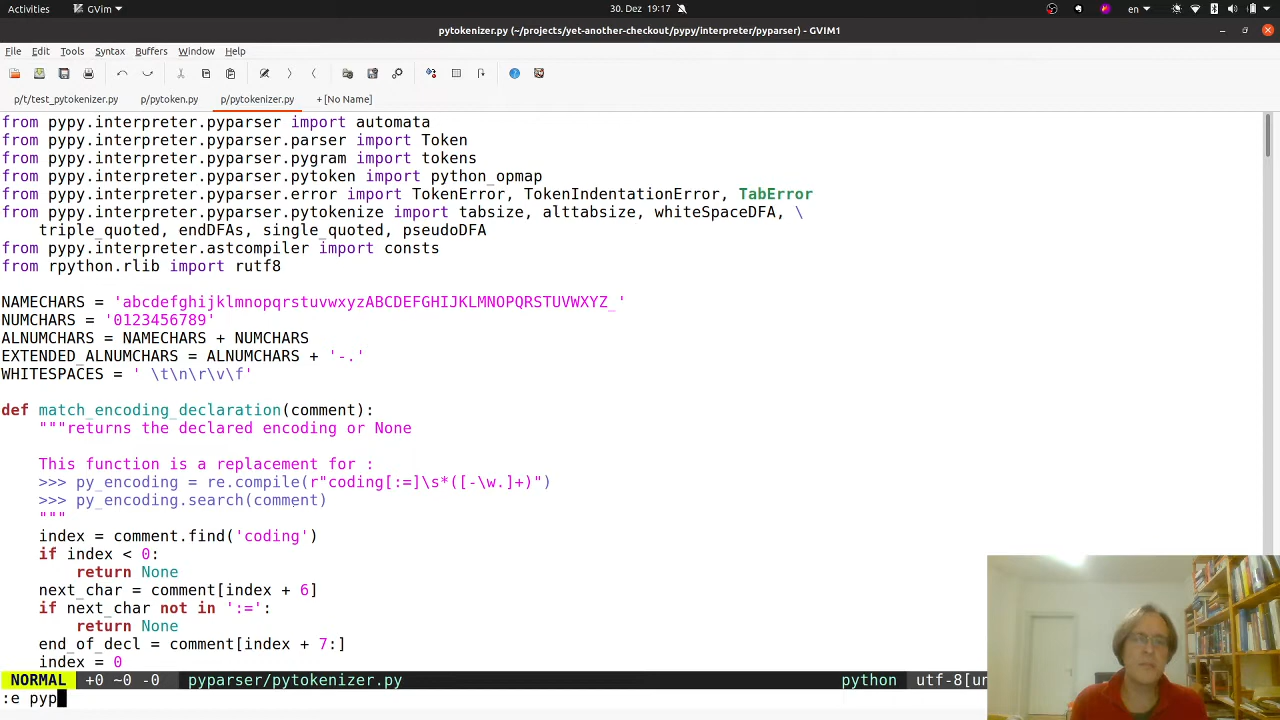 Activities GVim 30. Dez 19:17 en
pytokenizer.py (~/projects/yet-another-checkout/pypy/interpreter/pyparser) - GVIM1
File Edit Tools Syntax Buffers Window Help
p/t/test_pytokenizer.py p/pytoken.py p/pytokenizer.py + [No Name]
from pypy.interpreter.pyparser import automata
from pypy.interpreter.pyparser.parser import Token
from pypy.interpreter.pyparser.pygram import tokens
from pypy.interpreter.pyparser.pytoken import python_opmap
from pypy.interpreter.pyparser.error import TokenError, TokenIndentationError, TabError
from pypy.interpreter.pyparser.pytokenize import tabsize, alttabsize, whiteSpaceDFA, \
    triple_quoted, endDFAs, single_quoted, pseudoDFA
from pypy.interpreter.astcompiler import consts
from rpython.rlib import rutf8
NAMECHARS = 'abcdefghijklmnopqrstuvwxyzABCDEFGHIJKLMNOPQRSTUVWXYZ_'
NUMCHARS = '0123456789'
ALNUMCHARS = NAMECHARS + NUMCHARS
EXTENDED_ALNUMCHARS = ALNUMCHARS + '-.'
WHITESPACES = ' \t\n\r\v\f'
def match_encoding_declaration(comment):
    """returns the declared encoding or None
    This function is a replacement for :
    >>> py_encoding = re.compile(r"coding[:=]\s*([-\w.]+)")
    >>> py_encoding.search(comment)
    """
    index = comment.find('coding')
    if index < 0:
        return None
    next_char = comment[index + 6]
    if next_char not in ':=':
        return None
    end_of_decl = comment[index + 7:]
    index = 0
NORMAL +0 ~0 -0 pyparser/pytokenizer.py python utf-8[un
:e pyp